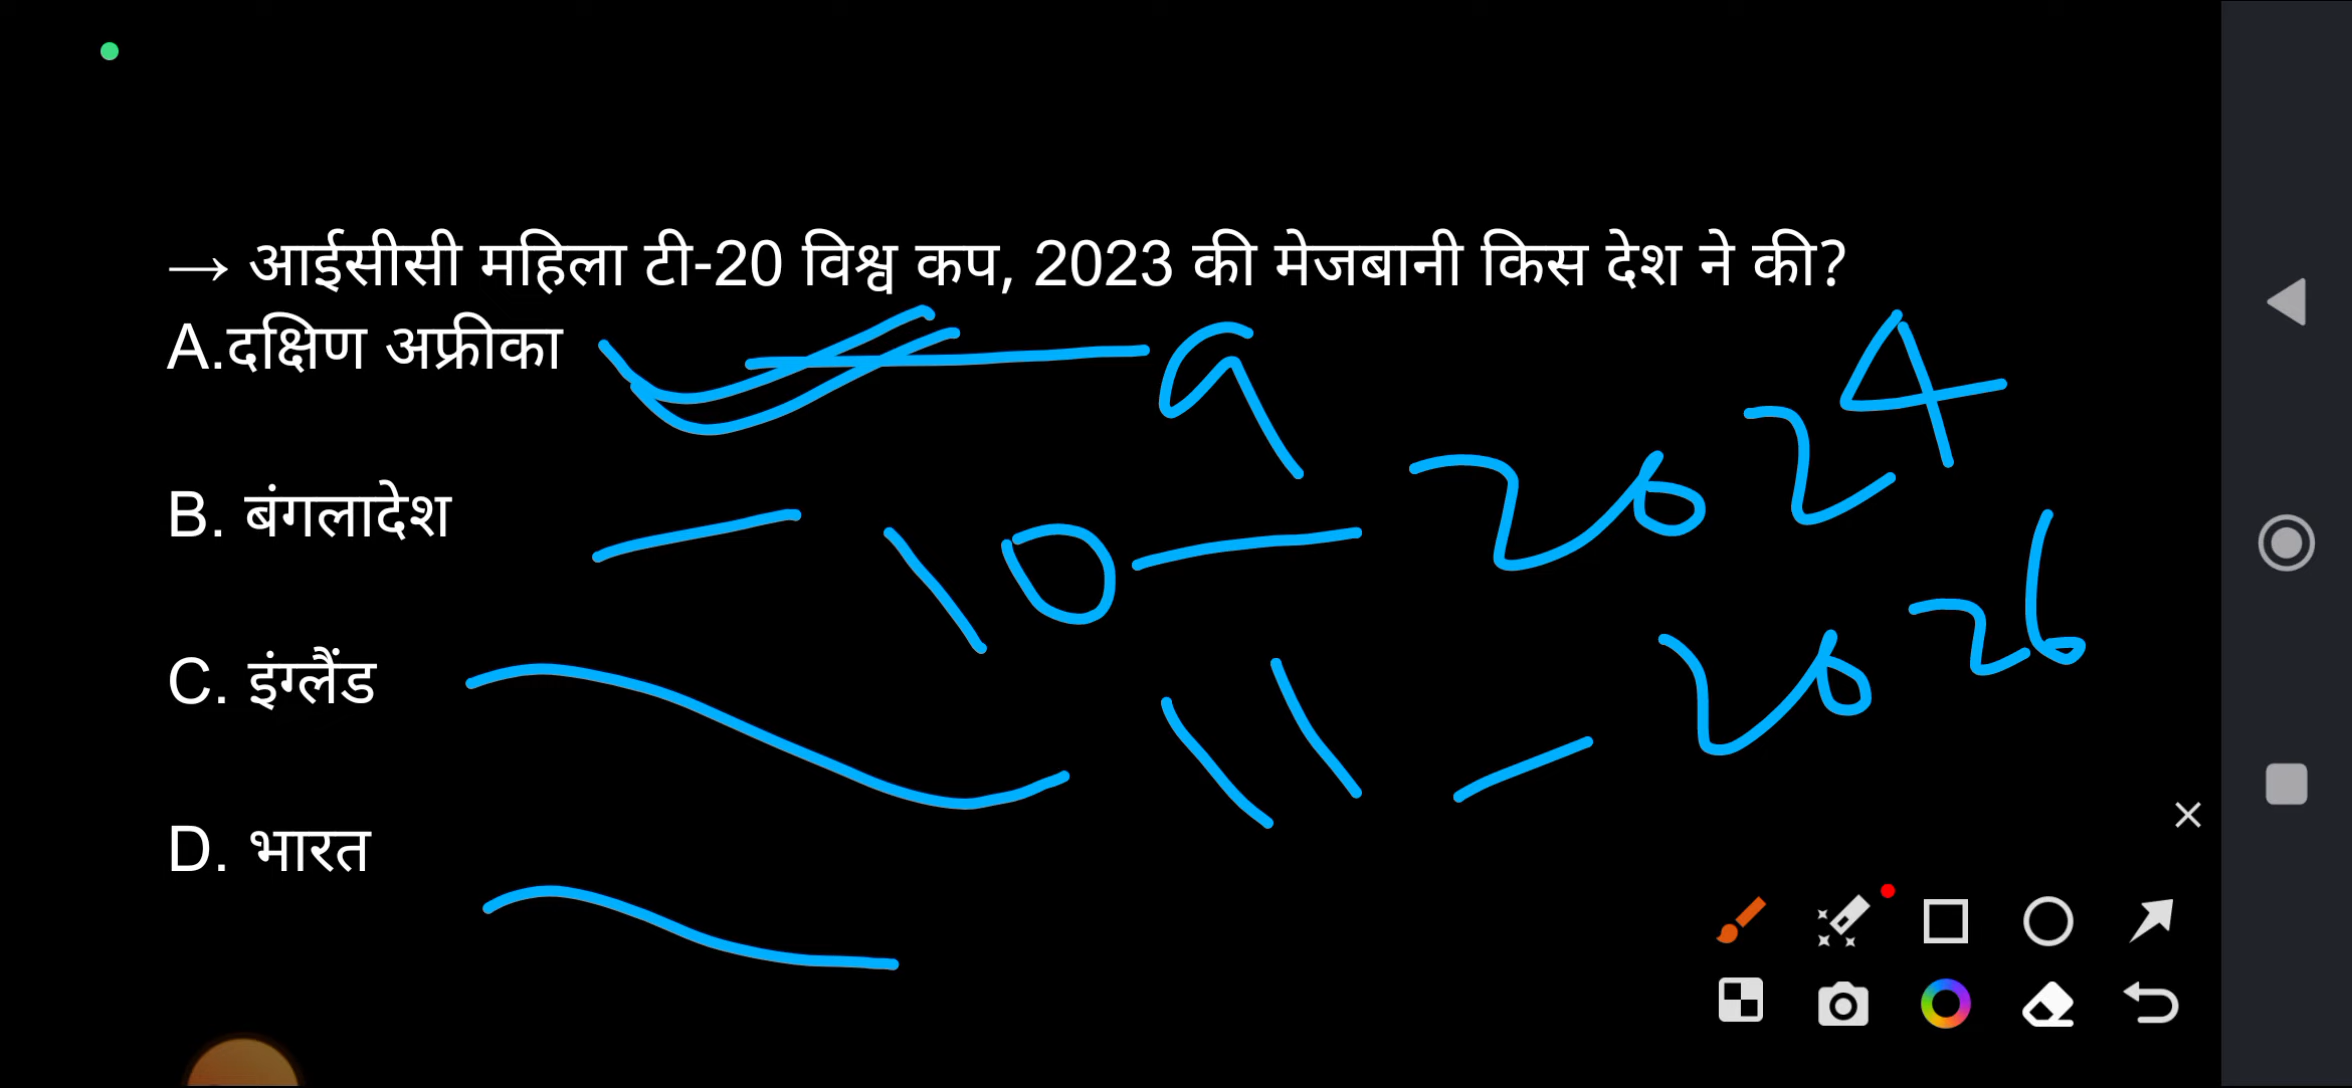 → आईसीसी महिला टी-20 विश्व कप, 2023 की मेजबानी किस देश ने की?
A.दक्षिण अफ्रीका 9
B. बंगलादेश 10 — 2024
C. इंग्लैंड 11 — 2026
D. भारत